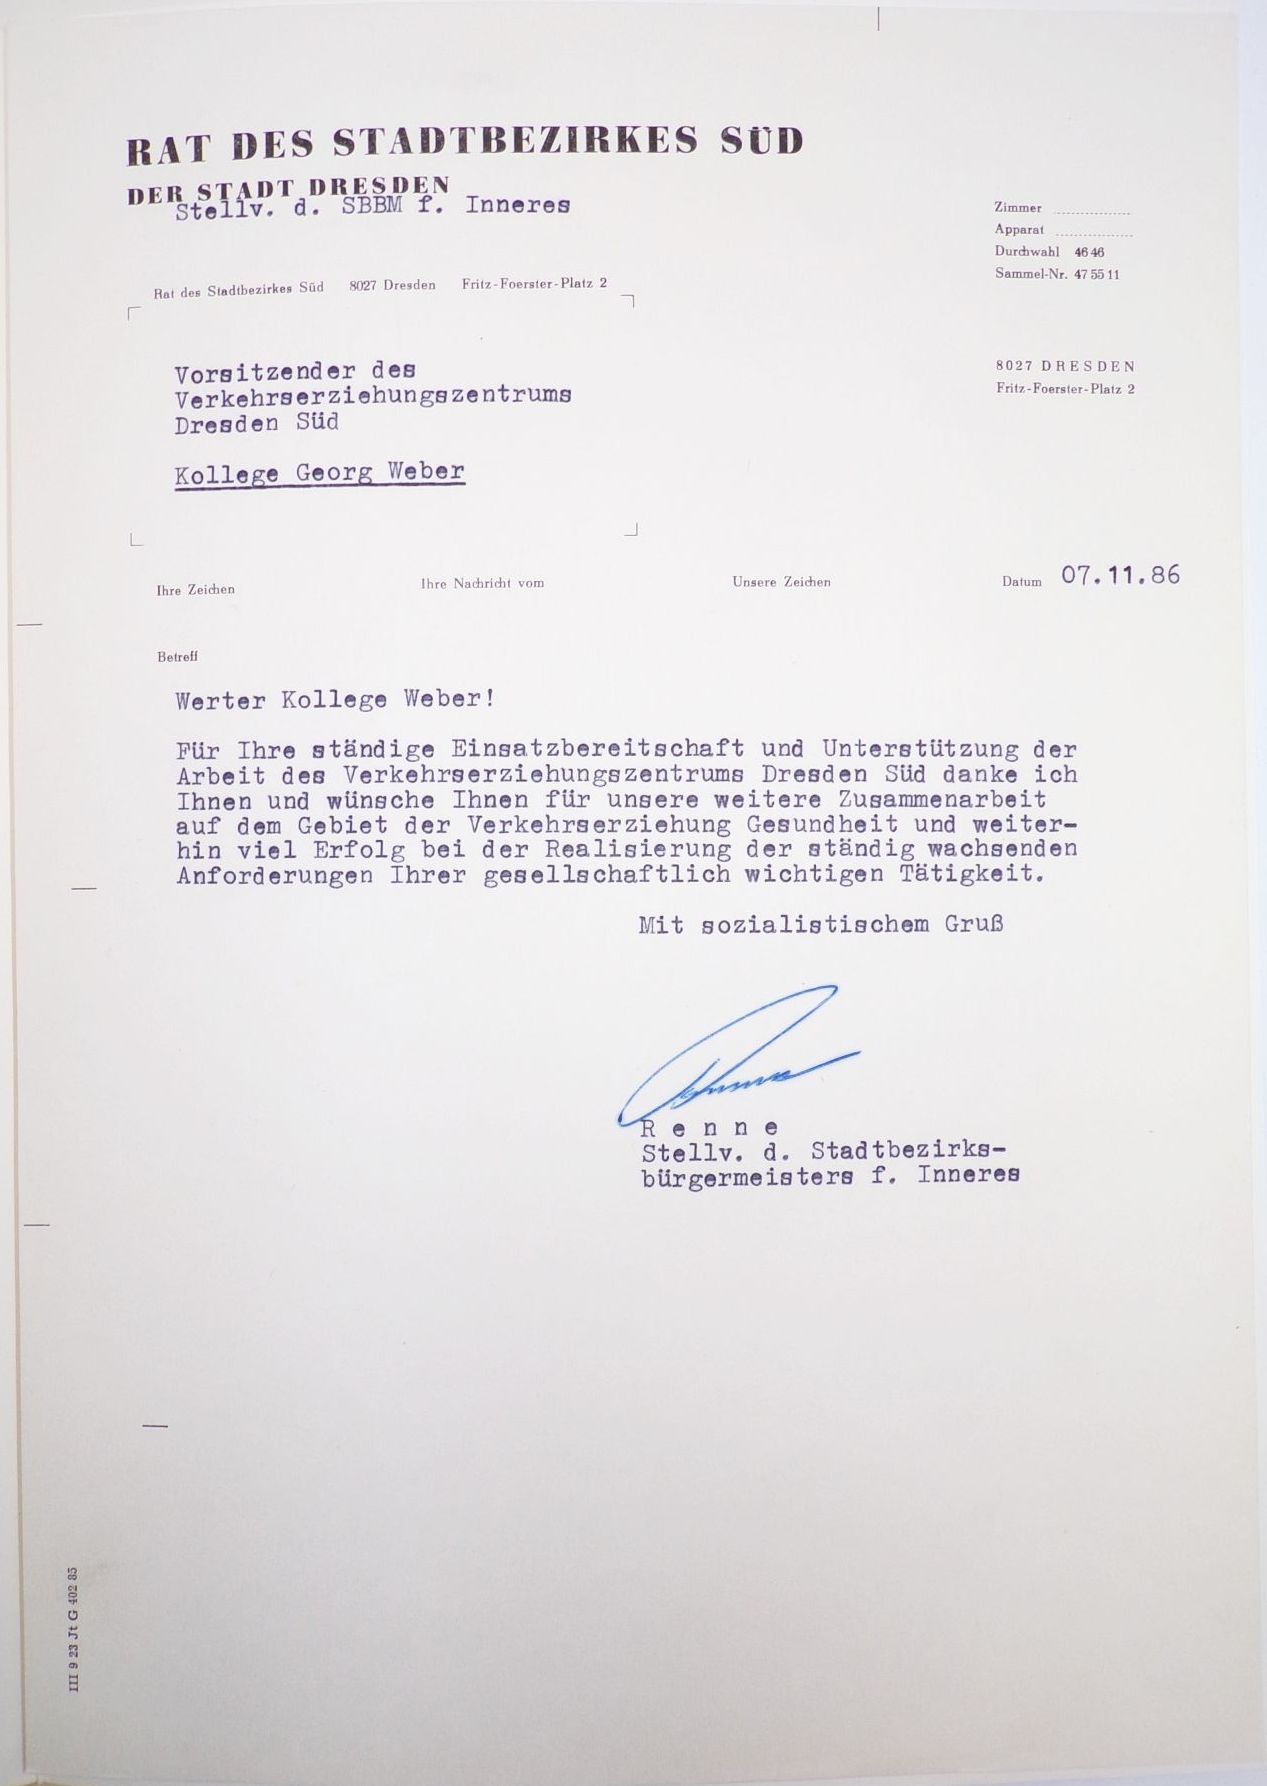 RAT DES STADTBEZIRKES SÜD
DER STADT DRESDEN
Stellv. d. SBBM f. Inneres
Zimmer
Apparat
Durchwahl 46 46
Sammel-Nr. 47 55 11
Rat des Stadtbezirkes Süd 8027 Dresden Fritz-Foerster-Platz 2
8027 DRESDEN
Fritz-Foerster-Platz 2
Vorsitzender des
Verkehrserziehungszentrums
Dresden Süd
Kollege Georg Weber
Ihre Zeichen Ihre Nachricht vom Unsere Zeichen Datum 07.11.86
Betreff
Werter Kollege Weber!
Für Ihre ständige Einsatzbereitschaft und Unterstützung der
Arbeit des Verkehrserziehungszentrums Dresden Süd danke ich
Ihnen und wünsche Ihnen für unsere weitere Zusammenarbeit
auf dem Gebiet der Verkehrserziehung Gesundheit und weiter-
hin viel Erfolg bei der Realisierung der ständig wachsenden
Anforderungen Ihrer gesellschaftlich wichtigen Tätigkeit.
Mit sozialistischem Gruß
R e n n e
Stellv. d. Stadtbezirks-
bürgermeisters f. Inneres
III 9 23 Jt G 402 85